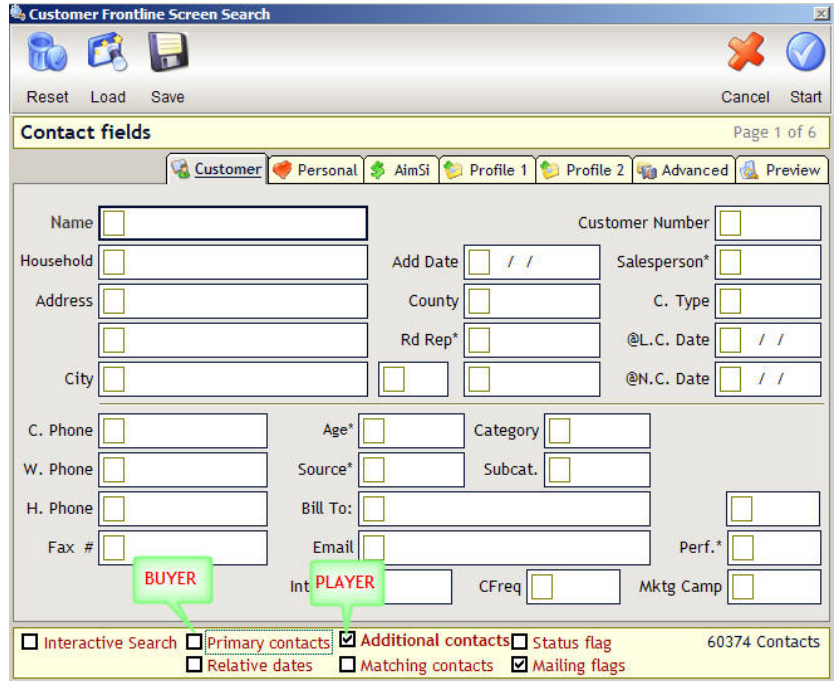 Customer Frontline Screen Search
Reset Load Save Cancel Start
Contact fields Page 1 of 6
Customer Personal AimSi Profile 1 Profile 2 Advanced Preview
Name Customer Number
Household Add Date / / Salesperson*
Address County C. Type
Rd Rep* @L.C. Date / /
City @N.C. Date / /
C. Phone Age* Category
W. Phone Source* Subcat.
H. Phone Bill To:
Fax # Email Perf.*
BUYER Int PLAYER CFreq Mktg Camp
Interactive Search Primary contacts Additional contacts Status flag 60374 Contacts
Relative dates Matching contacts Mailing flags